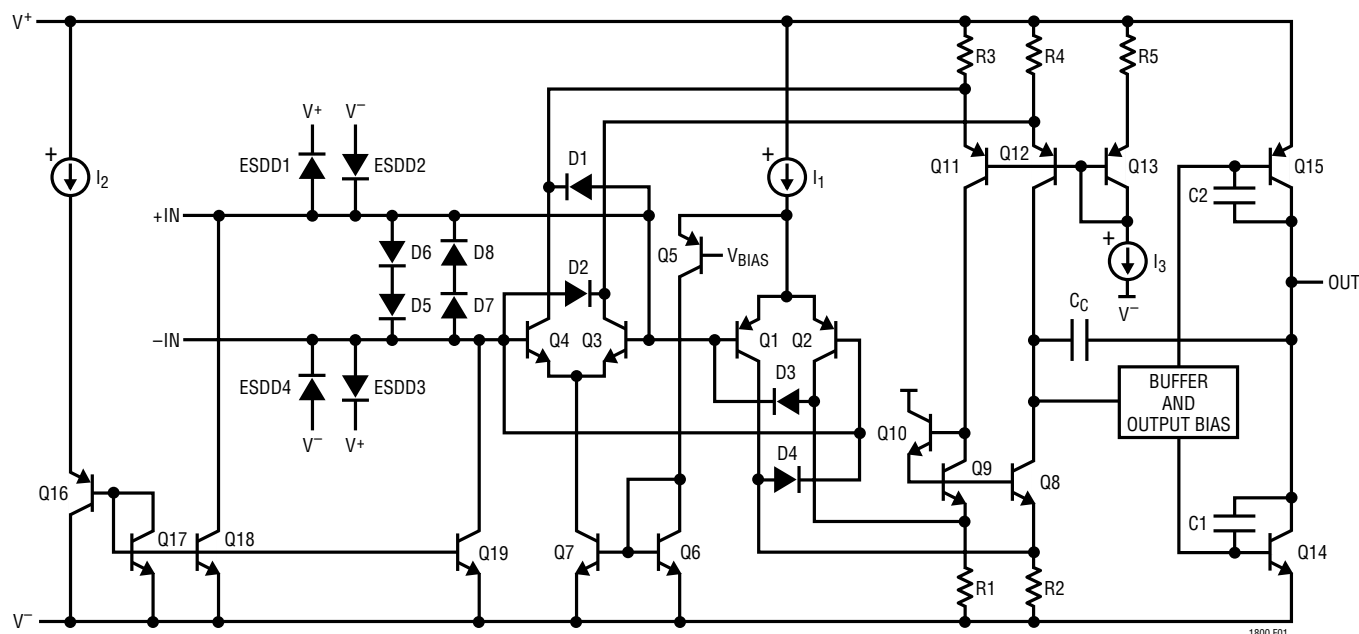 V+
R3
R4
R5
V+
V−
+
I2
ESDD1
ESDD2
D1
+
I1
Q11
Q12
Q13
Q15
C2
+IN
D6
D8
Q5
VBIAS
+
I3
V−
OUT
D5
D7
D2
CC
−IN
Q4
Q3
Q1
Q2
ESDD4
ESDD3
V−
V+
D3
BUFFER
AND
OUTPUT BIAS
Q10
D4
Q9
Q8
Q16
Q17
Q18
Q19
Q7
Q6
C1
Q14
R1
R2
V−
1800 F01